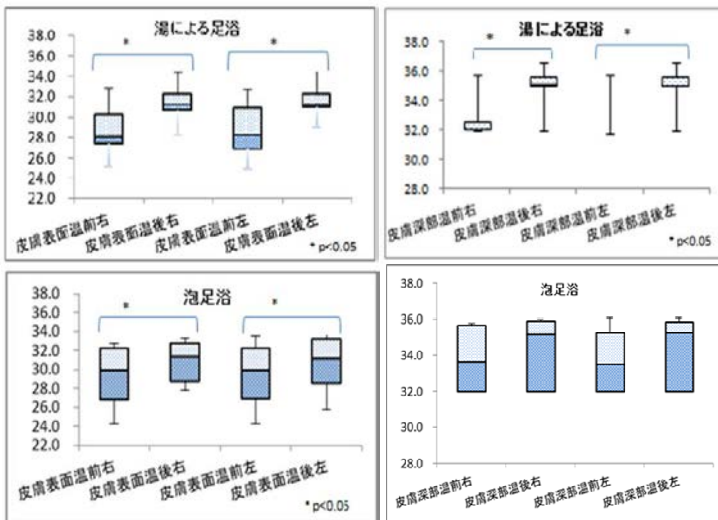 湯による足浴
38.0
36.0
34.0
32.0
30.0
28.0
26.0
24.0
22.0
*
*
皮膚表面温前右
皮膚表面温後右
皮膚表面温前左
皮膚表面温後左
* p<0.05
湯による足浴
38.0
36.0
34.0
32.0
30.0
28.0
*
*
皮膚深部温前右
皮膚深部温後右
皮膚深部温前左
皮膚深部温後左
* p<0.05
泡足浴
38.0
36.0
34.0
32.0
30.0
28.0
26.0
24.0
22.0
*
*
皮膚表面温前右
皮膚表面温後右
皮膚表面温前左
皮膚表面温後左
* p<0.05
泡足浴
38.0
36.0
34.0
32.0
30.0
28.0
皮膚深部温前右
皮膚深部温後右
皮膚深部温前左
皮膚深部温後左